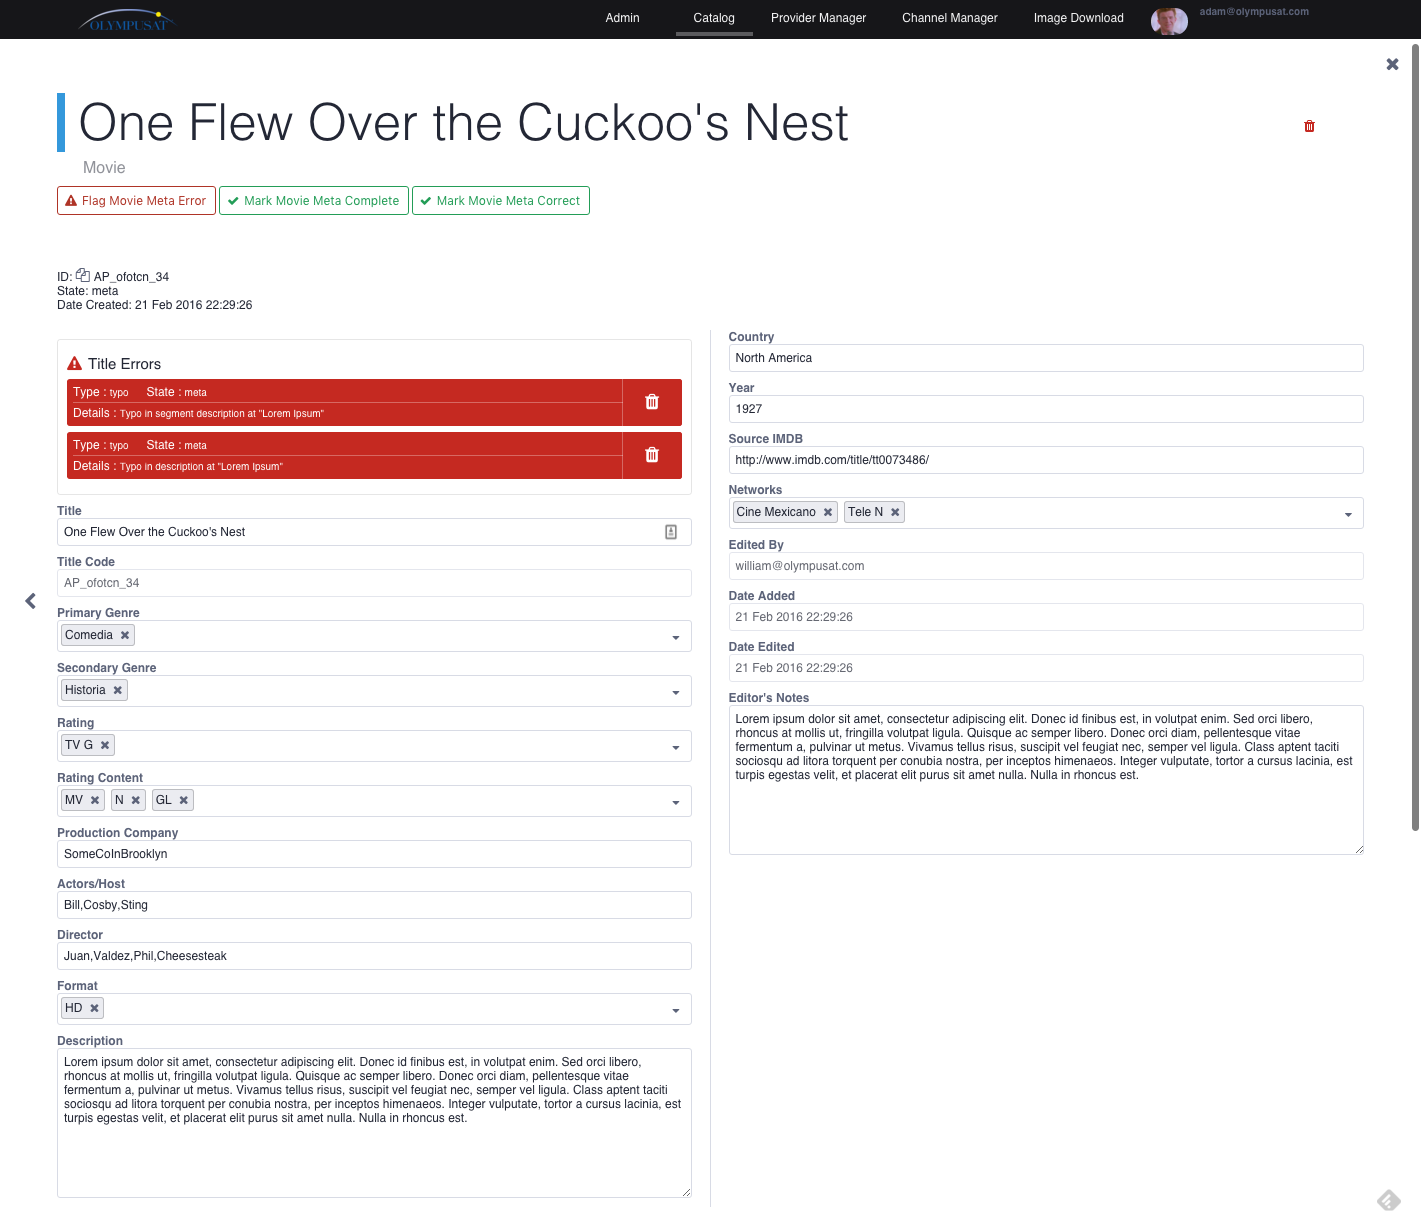 OLYMPUSAT
Admin
Catalog
Provider Manager
Channel Manager
Image Download
adam@olympusat.com
One Flew Over the Cuckoo's Nest
Movie
Flag Movie Meta Error
Mark Movie Meta Complete
Mark Movie Meta Correct
ID: AP_ofotcn_34
State: meta
Date Created: 21 Feb 2016 22:29:26
Title Errors
Type : typo State : meta
Details : Typo in segment description at "Lorem Ipsum"
Type : typo State : meta
Details : Typo in description at "Lorem Ipsum"
Title
One Flew Over the Cuckoo's Nest
Title Code
AP_ofotcn_34
Primary Genre
Comedia
Secondary Genre
Historia
Rating
TV G
Rating Content
MV N GL
Production Company
SomeCoInBrooklyn
Actors/Host
Bill,Cosby,Sting
Director
Juan,Valdez,Phil,Cheesesteak
Format
HD
Description
Lorem ipsum dolor sit amet, consectetur adipiscing elit. Donec id finibus est, in volutpat enim. Sed orci libero,
rhoncus at mollis ut, fringilla volutpat ligula. Quisque ac semper libero. Donec orci diam, pellentesque vitae
fermentum a, pulvinar ut metus. Vivamus tellus risus, suscipit vel feugiat nec, semper vel ligula. Class aptent taciti
sociosqu ad litora torquent per conubia nostra, per inceptos himenaeos. Integer vulputate, tortor a cursus lacinia, est
turpis egestas velit, et placerat elit purus sit amet nulla. Nulla in rhoncus est.
Country
North America
Year
1927
Source IMDB
http://www.imdb.com/title/tt0073486/
Networks
Cine Mexicano Tele N
Edited By
william@olympusat.com
Date Added
21 Feb 2016 22:29:26
Date Edited
21 Feb 2016 22:29:26
Editor's Notes
Lorem ipsum dolor sit amet, consectetur adipiscing elit. Donec id finibus est, in volutpat enim. Sed orci libero,
rhoncus at mollis ut, fringilla volutpat ligula. Quisque ac semper libero. Donec orci diam, pellentesque vitae
fermentum a, pulvinar ut metus. Vivamus tellus risus, suscipit vel feugiat nec, semper vel ligula. Class aptent taciti
sociosqu ad litora torquent per conubia nostra, per inceptos himenaeos. Integer vulputate, tortor a cursus lacinia, est
turpis egestas velit, et placerat elit purus sit amet nulla. Nulla in rhoncus est.